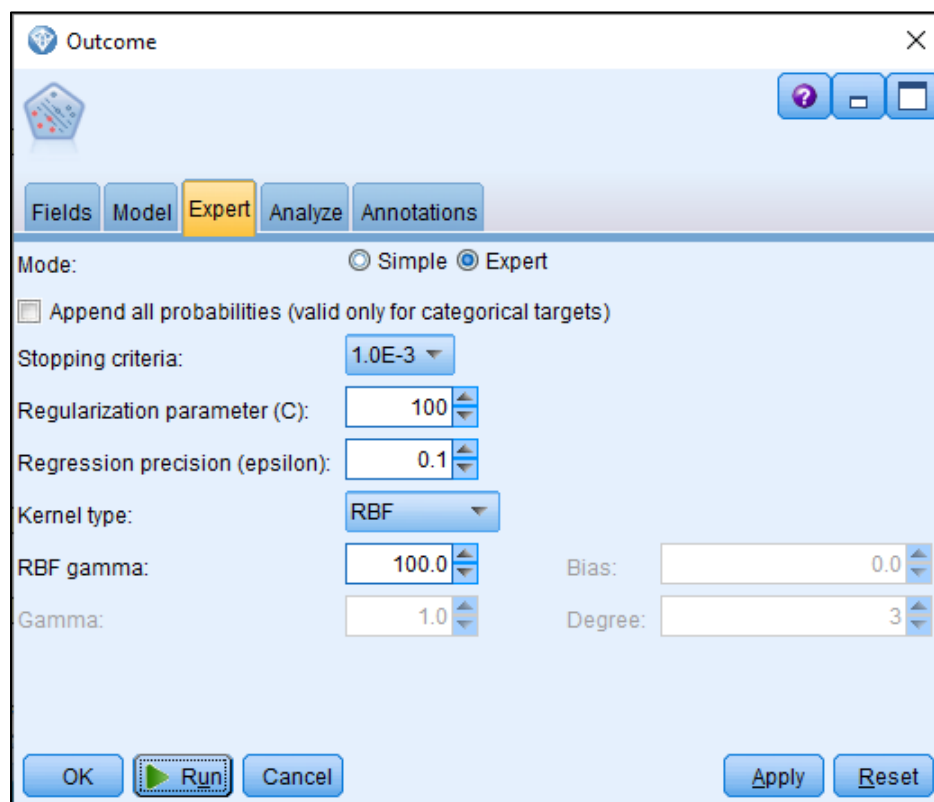 Outcome
?
Fields Model Expert Analyze Annotations
Mode: Simple Expert
Append all probabilities (valid only for categorical targets)
Stopping criteria: 1.0E-3
Regularization parameter (C): 100
Regression precision (epsilon): 0.1
Kernel type: RBF
RBF gamma: 100.0 Bias: 0.0
Gamma: 1.0 Degree: 3
OK Run Cancel Apply Reset